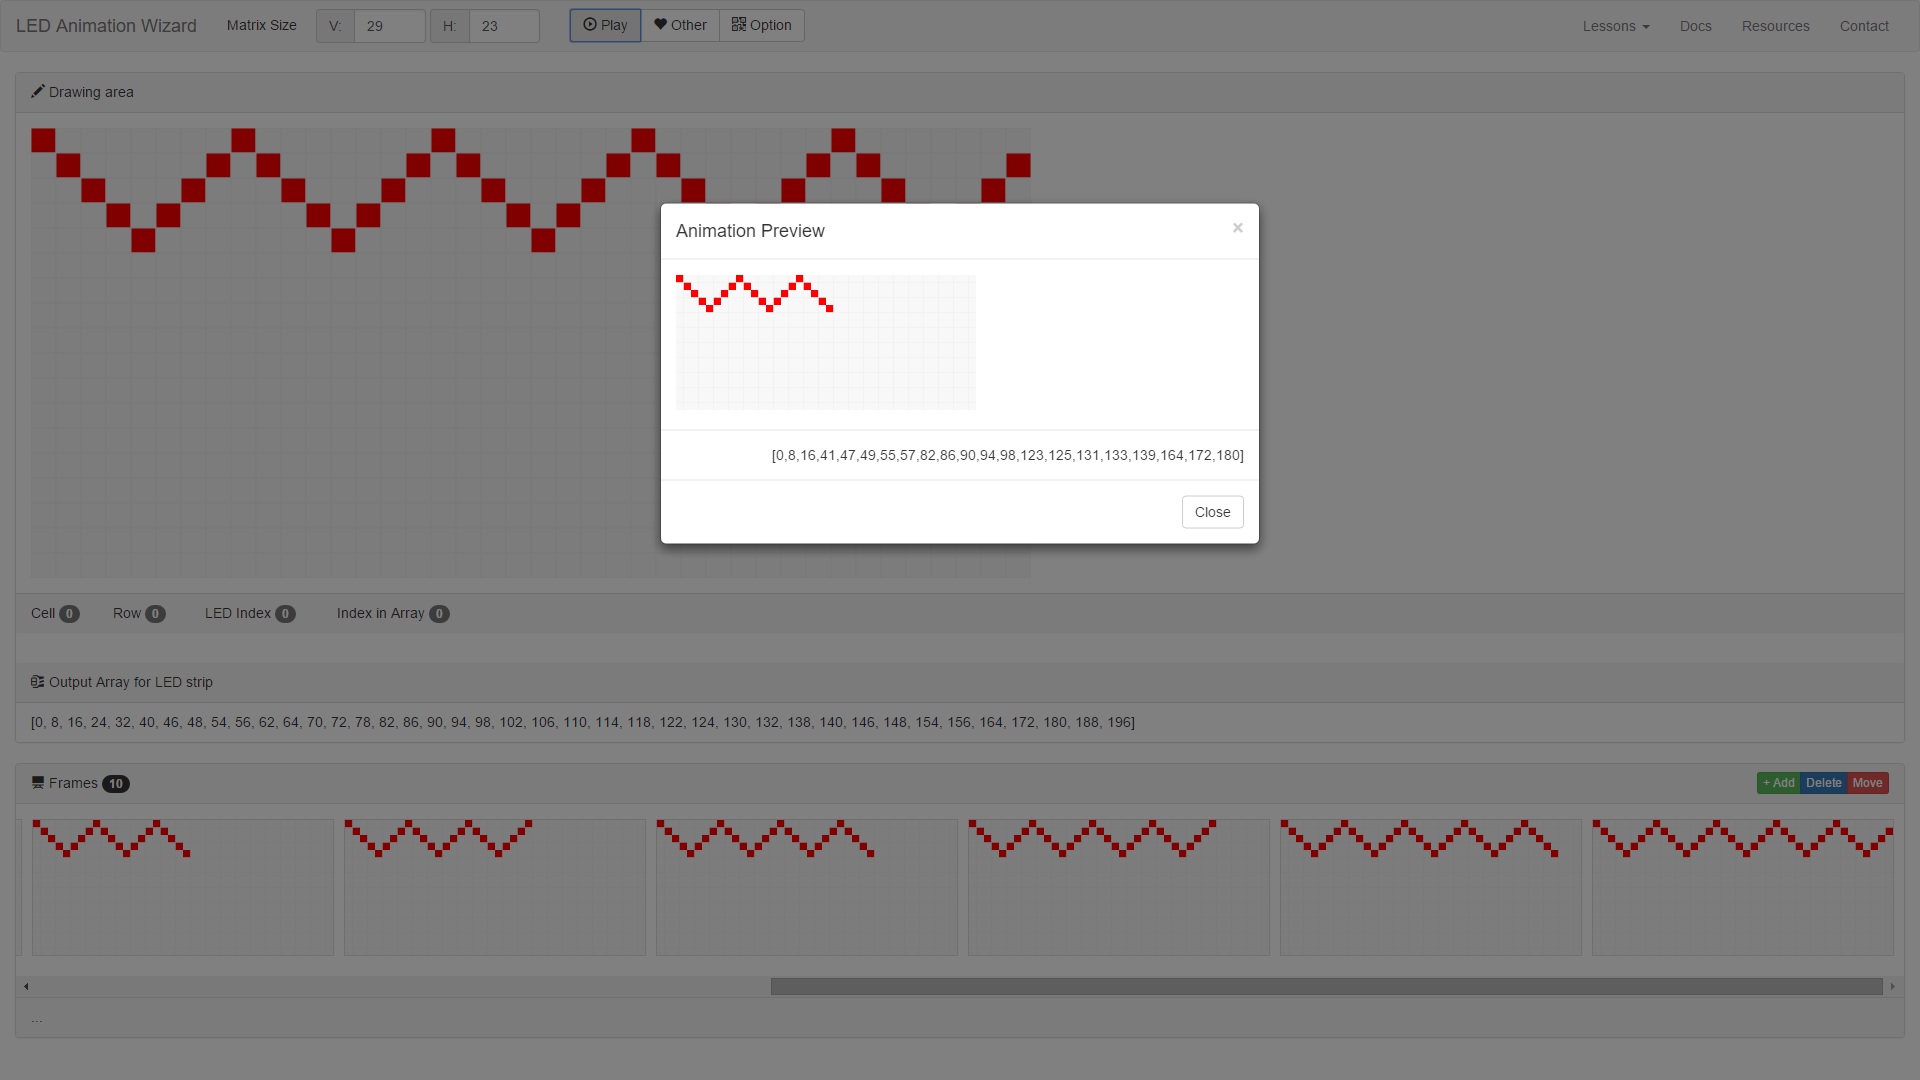 LED Animation Wizard Matrix Size V: 29 H: 23 Play Other Option Lessons Docs Resources Contact
Drawing area
Animation Preview ×
[0,8,16,41,47,49,55,57,82,86,90,94,98,123,125,131,133,139,164,172,180]
Close
Cell 0 Row 0 LED Index 0 Index in Array 0
Output Array for LED strip
[0, 8, 16, 24, 32, 40, 46, 48, 54, 56, 62, 64, 70, 72, 78, 82, 86, 90, 94, 98, 102, 106, 110, 114, 118, 122, 124, 130, 132, 138, 140, 146, 148, 154, 156, 164, 172, 180, 188, 196]
Frames 10 + Add Delete Move
...